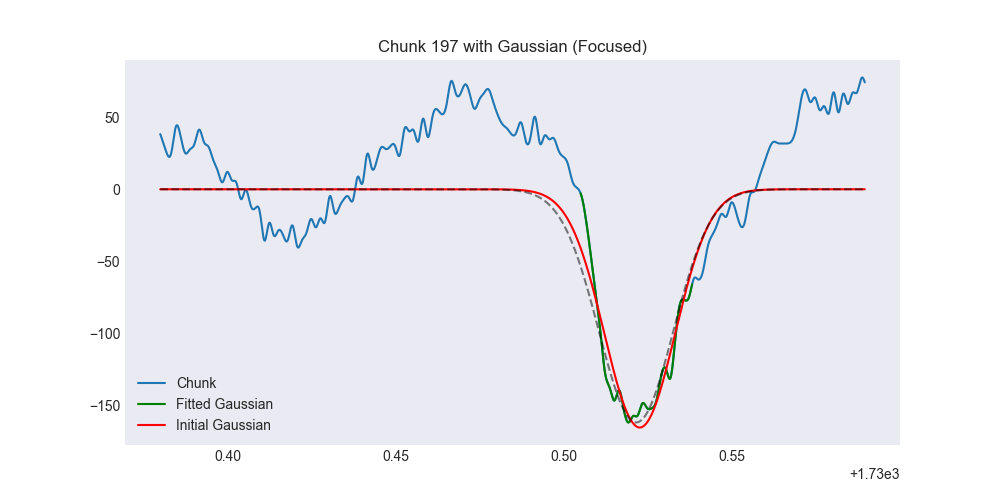 Chunk 197 with Gaussian (Focused)
50
0
−50
−100
−150
Chunk
Fitted Gaussian
Initial Gaussian
0.40 0.45 0.50 0.55
+1.73e3